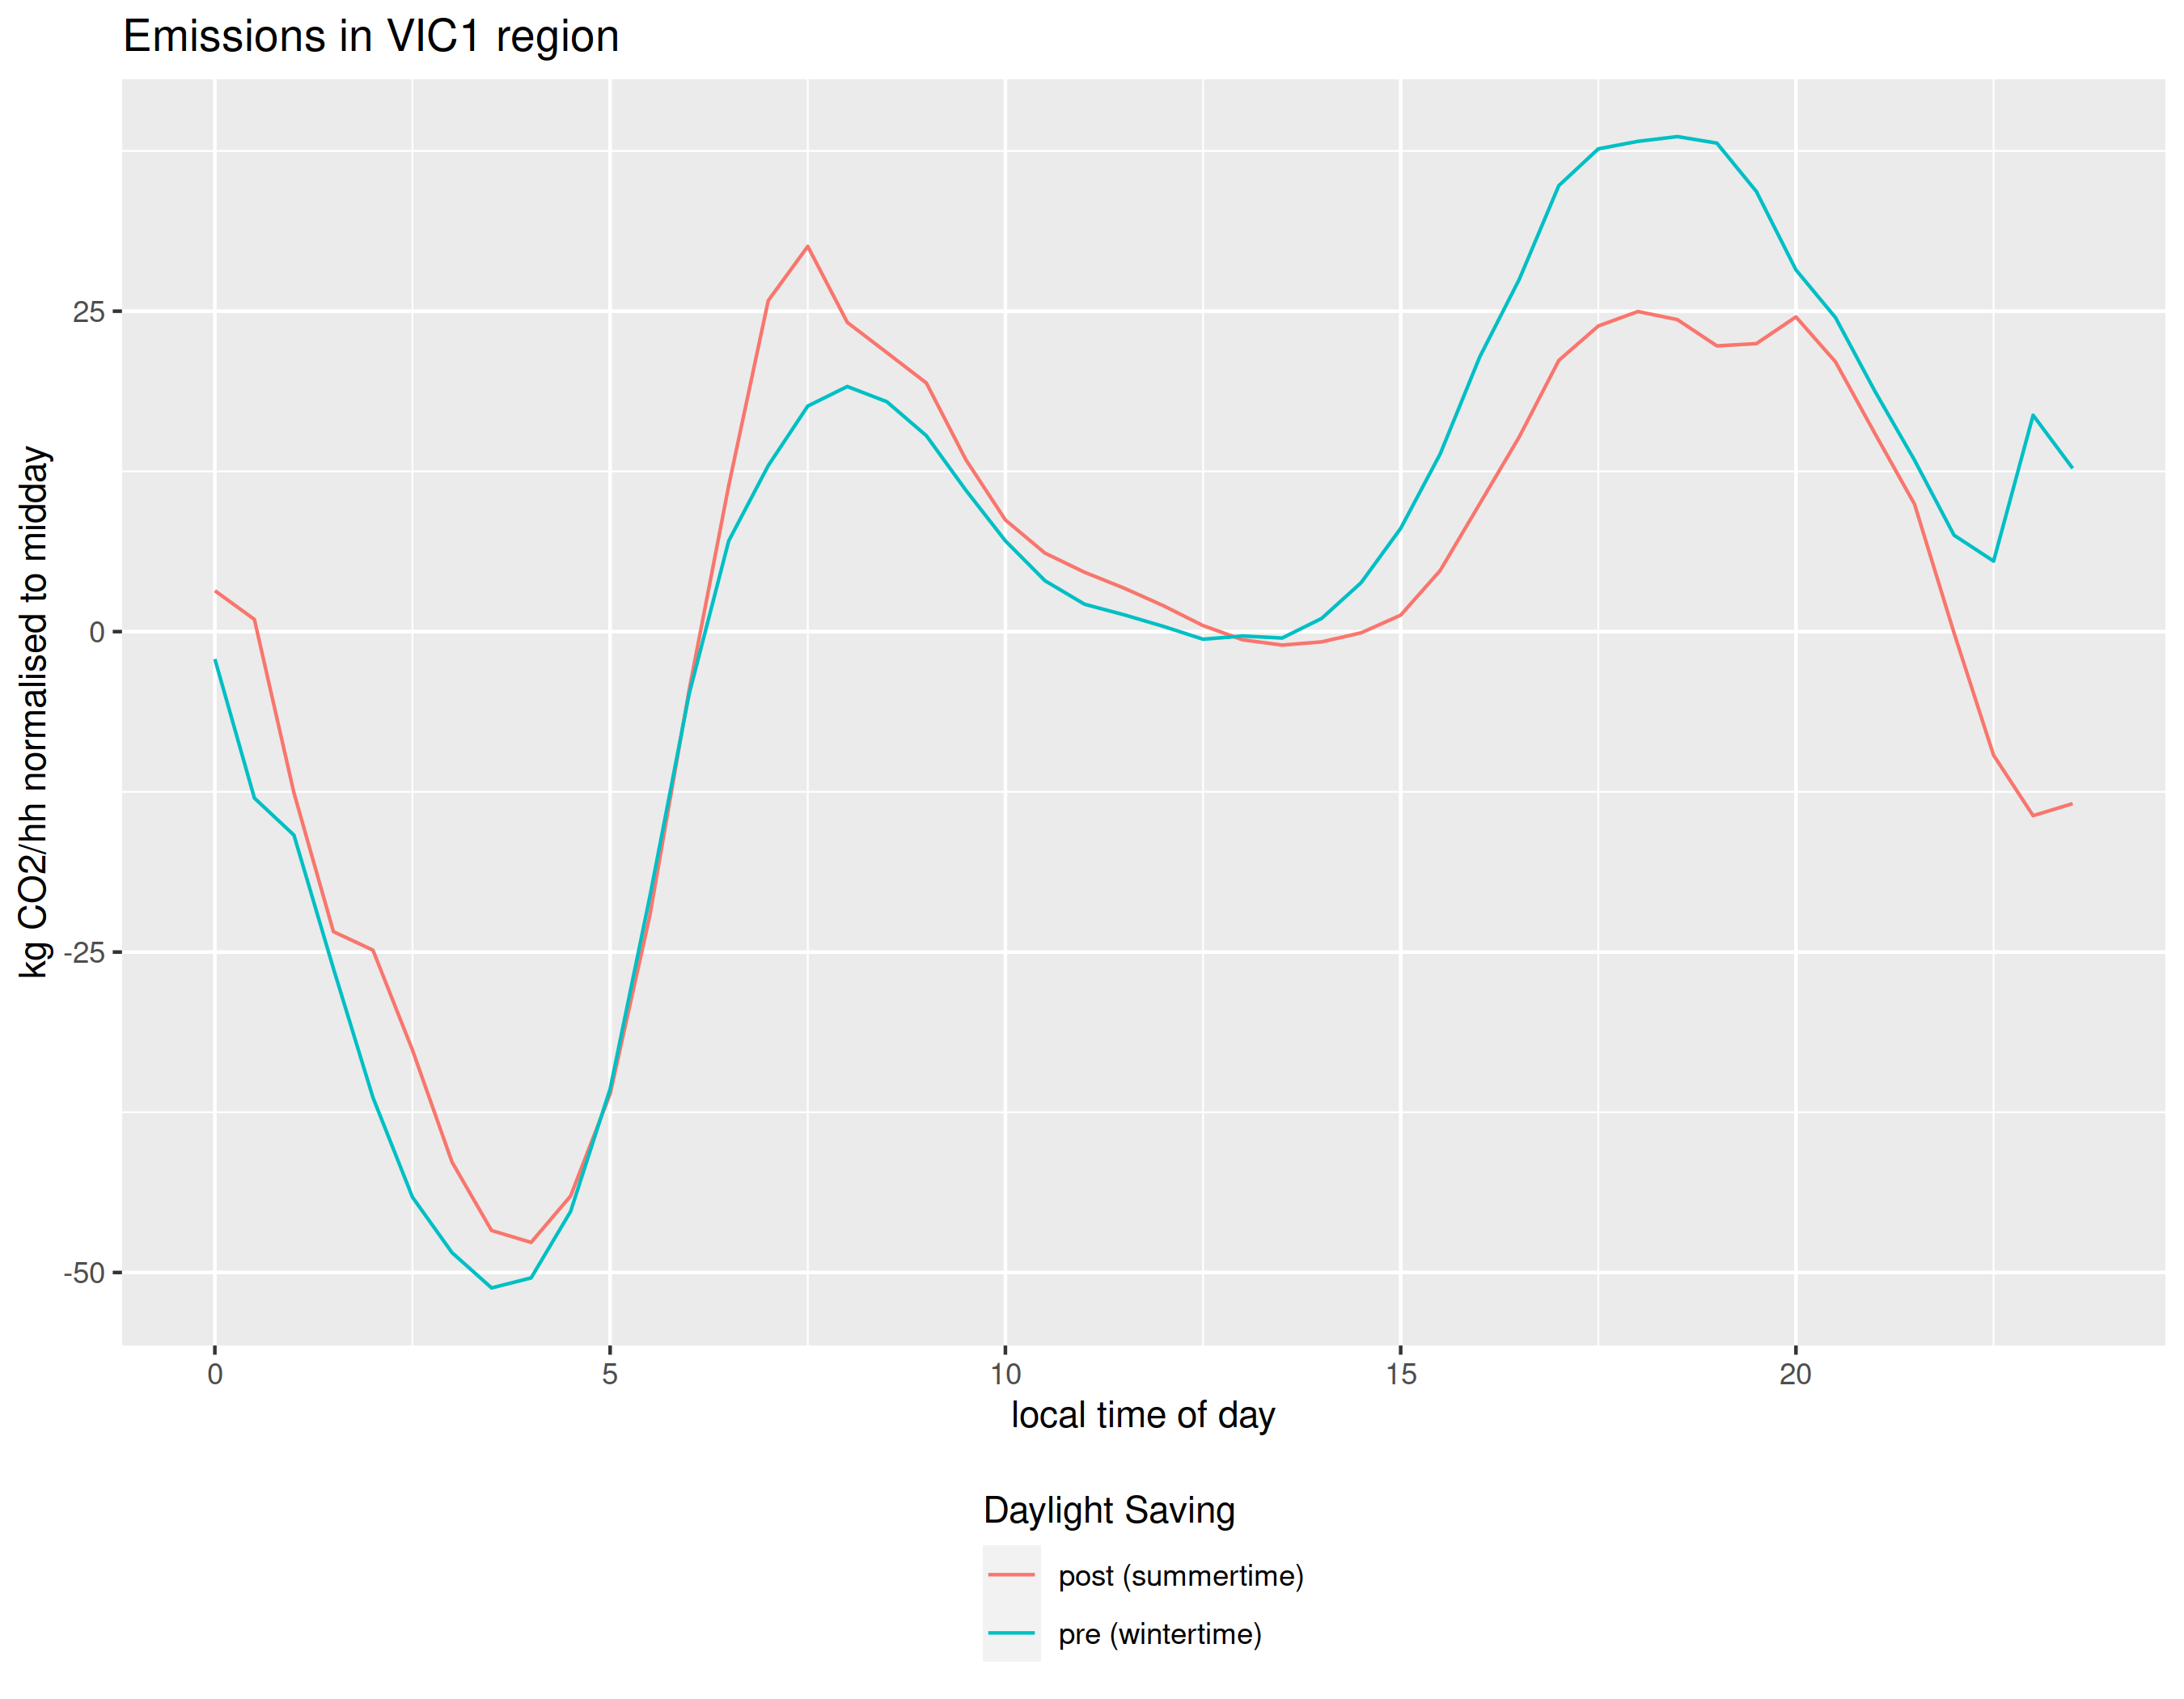 Emissions in VIC1 region
kg CO2/hh normalised to midday
25
0
-25
-50
0 5 10 15 20
local time of day
Daylight Saving
post (summertime)
pre (wintertime)